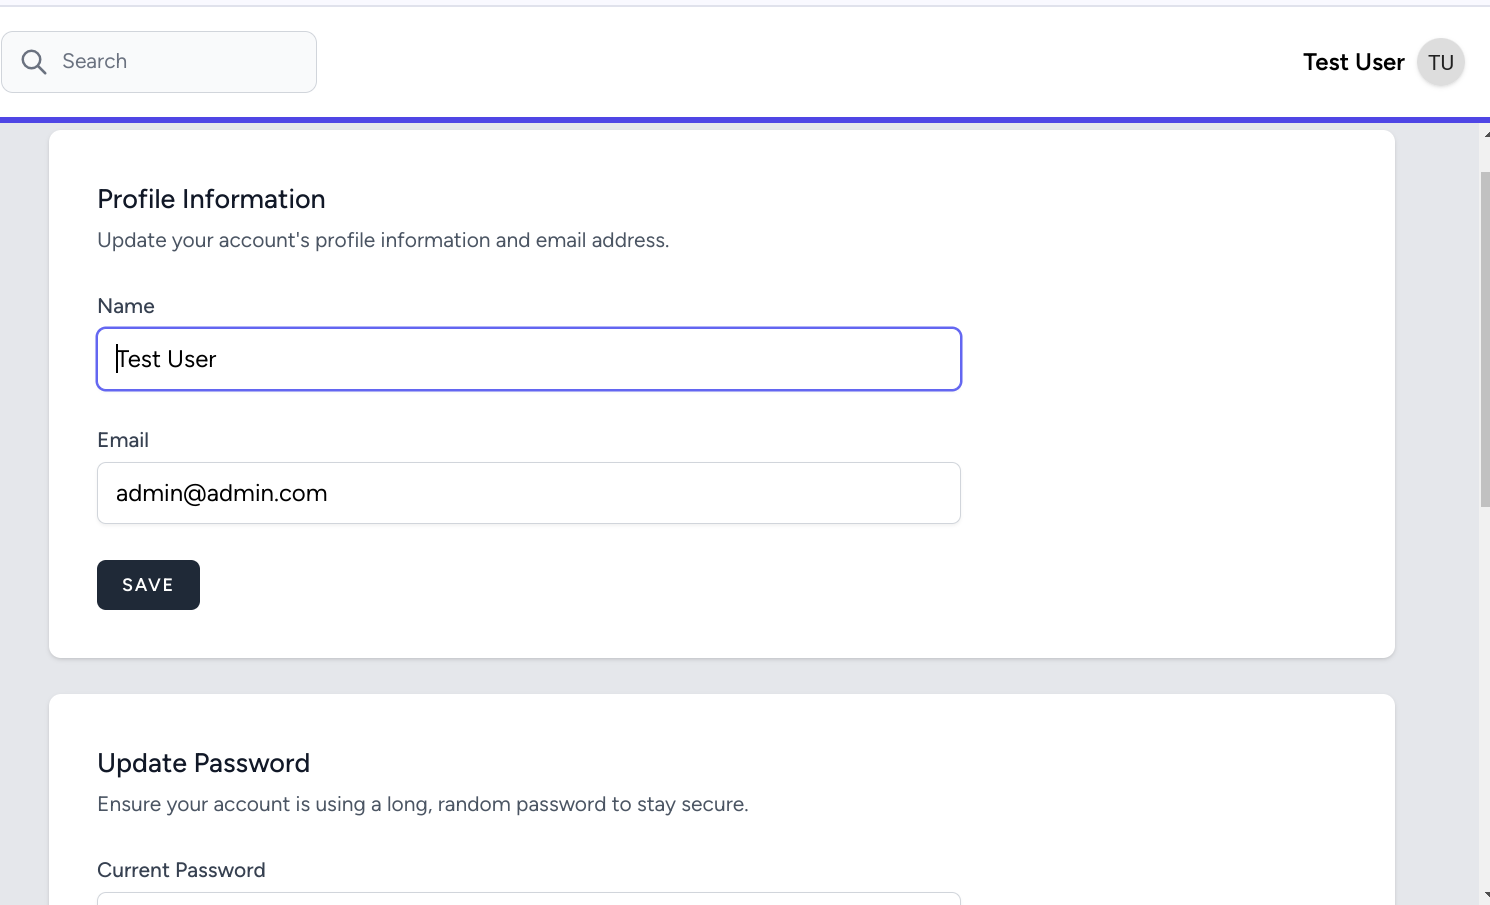 Search
Test User
TU
Profile Information
Update your account's profile information and email address.
Name
Test User
Email
admin@admin.com
SAVE
Update Password
Ensure your account is using a long, random password to stay secure.
Current Password